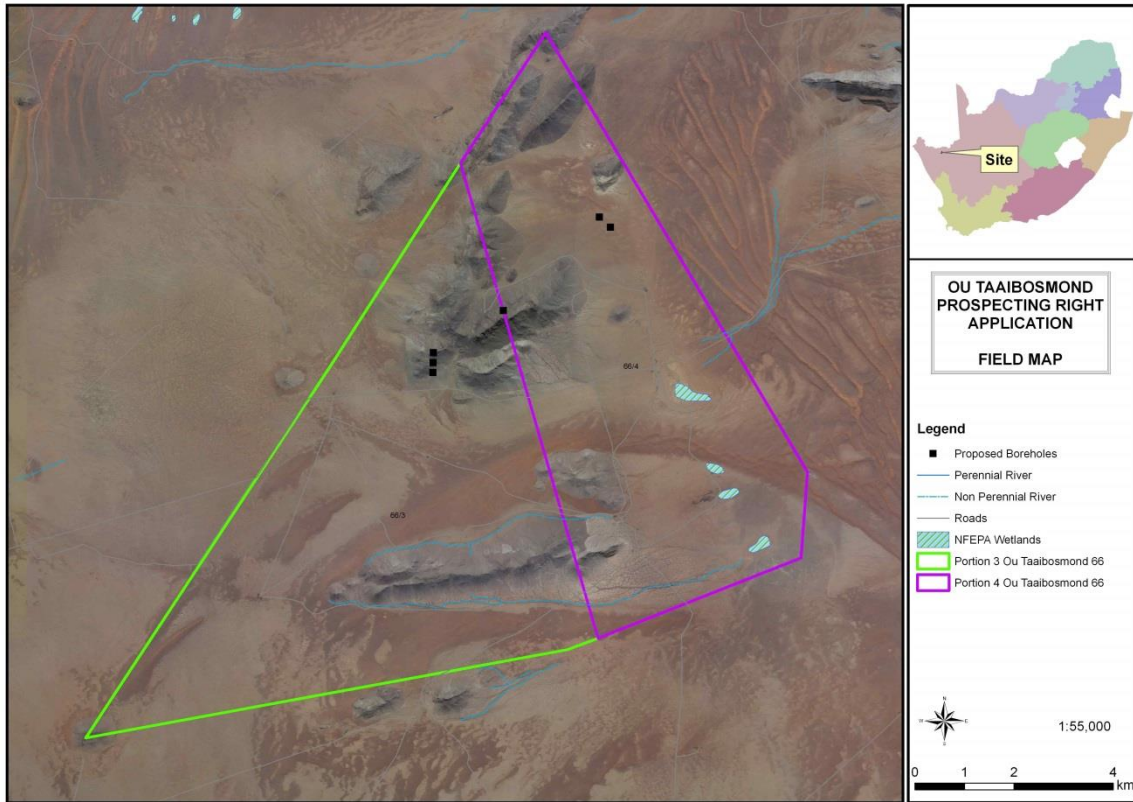 66/4
66/3
Site
OU TAAIBOSMOND
PROSPECTING RIGHT
APPLICATION
FIELD MAP
Legend
Proposed Boreholes
Perennial River
Non Perennial River
Roads
NFEPA Wetlands
Portion 3 Ou Taaibosmond 66
Portion 4 Ou Taaibosmond 66
N
W E
S
1:55,000
0 1 2 4
km